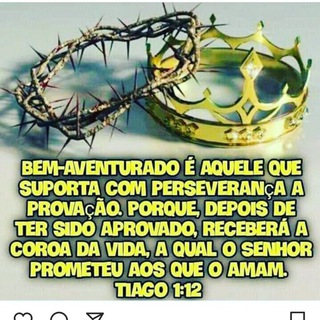 BEM-AVENTURADO É AQUELE QUE
SUPORTA COM PERSEVERANÇA A
PROVAÇÃO. PORQUE, DEPOIS DE
TER SIDO APROVADO, RECEBERÁ A
COROA DA VIDA, A QUAL O SENHOR
PROMETEU AOS QUE O AMAM.
TIAGO 1:12